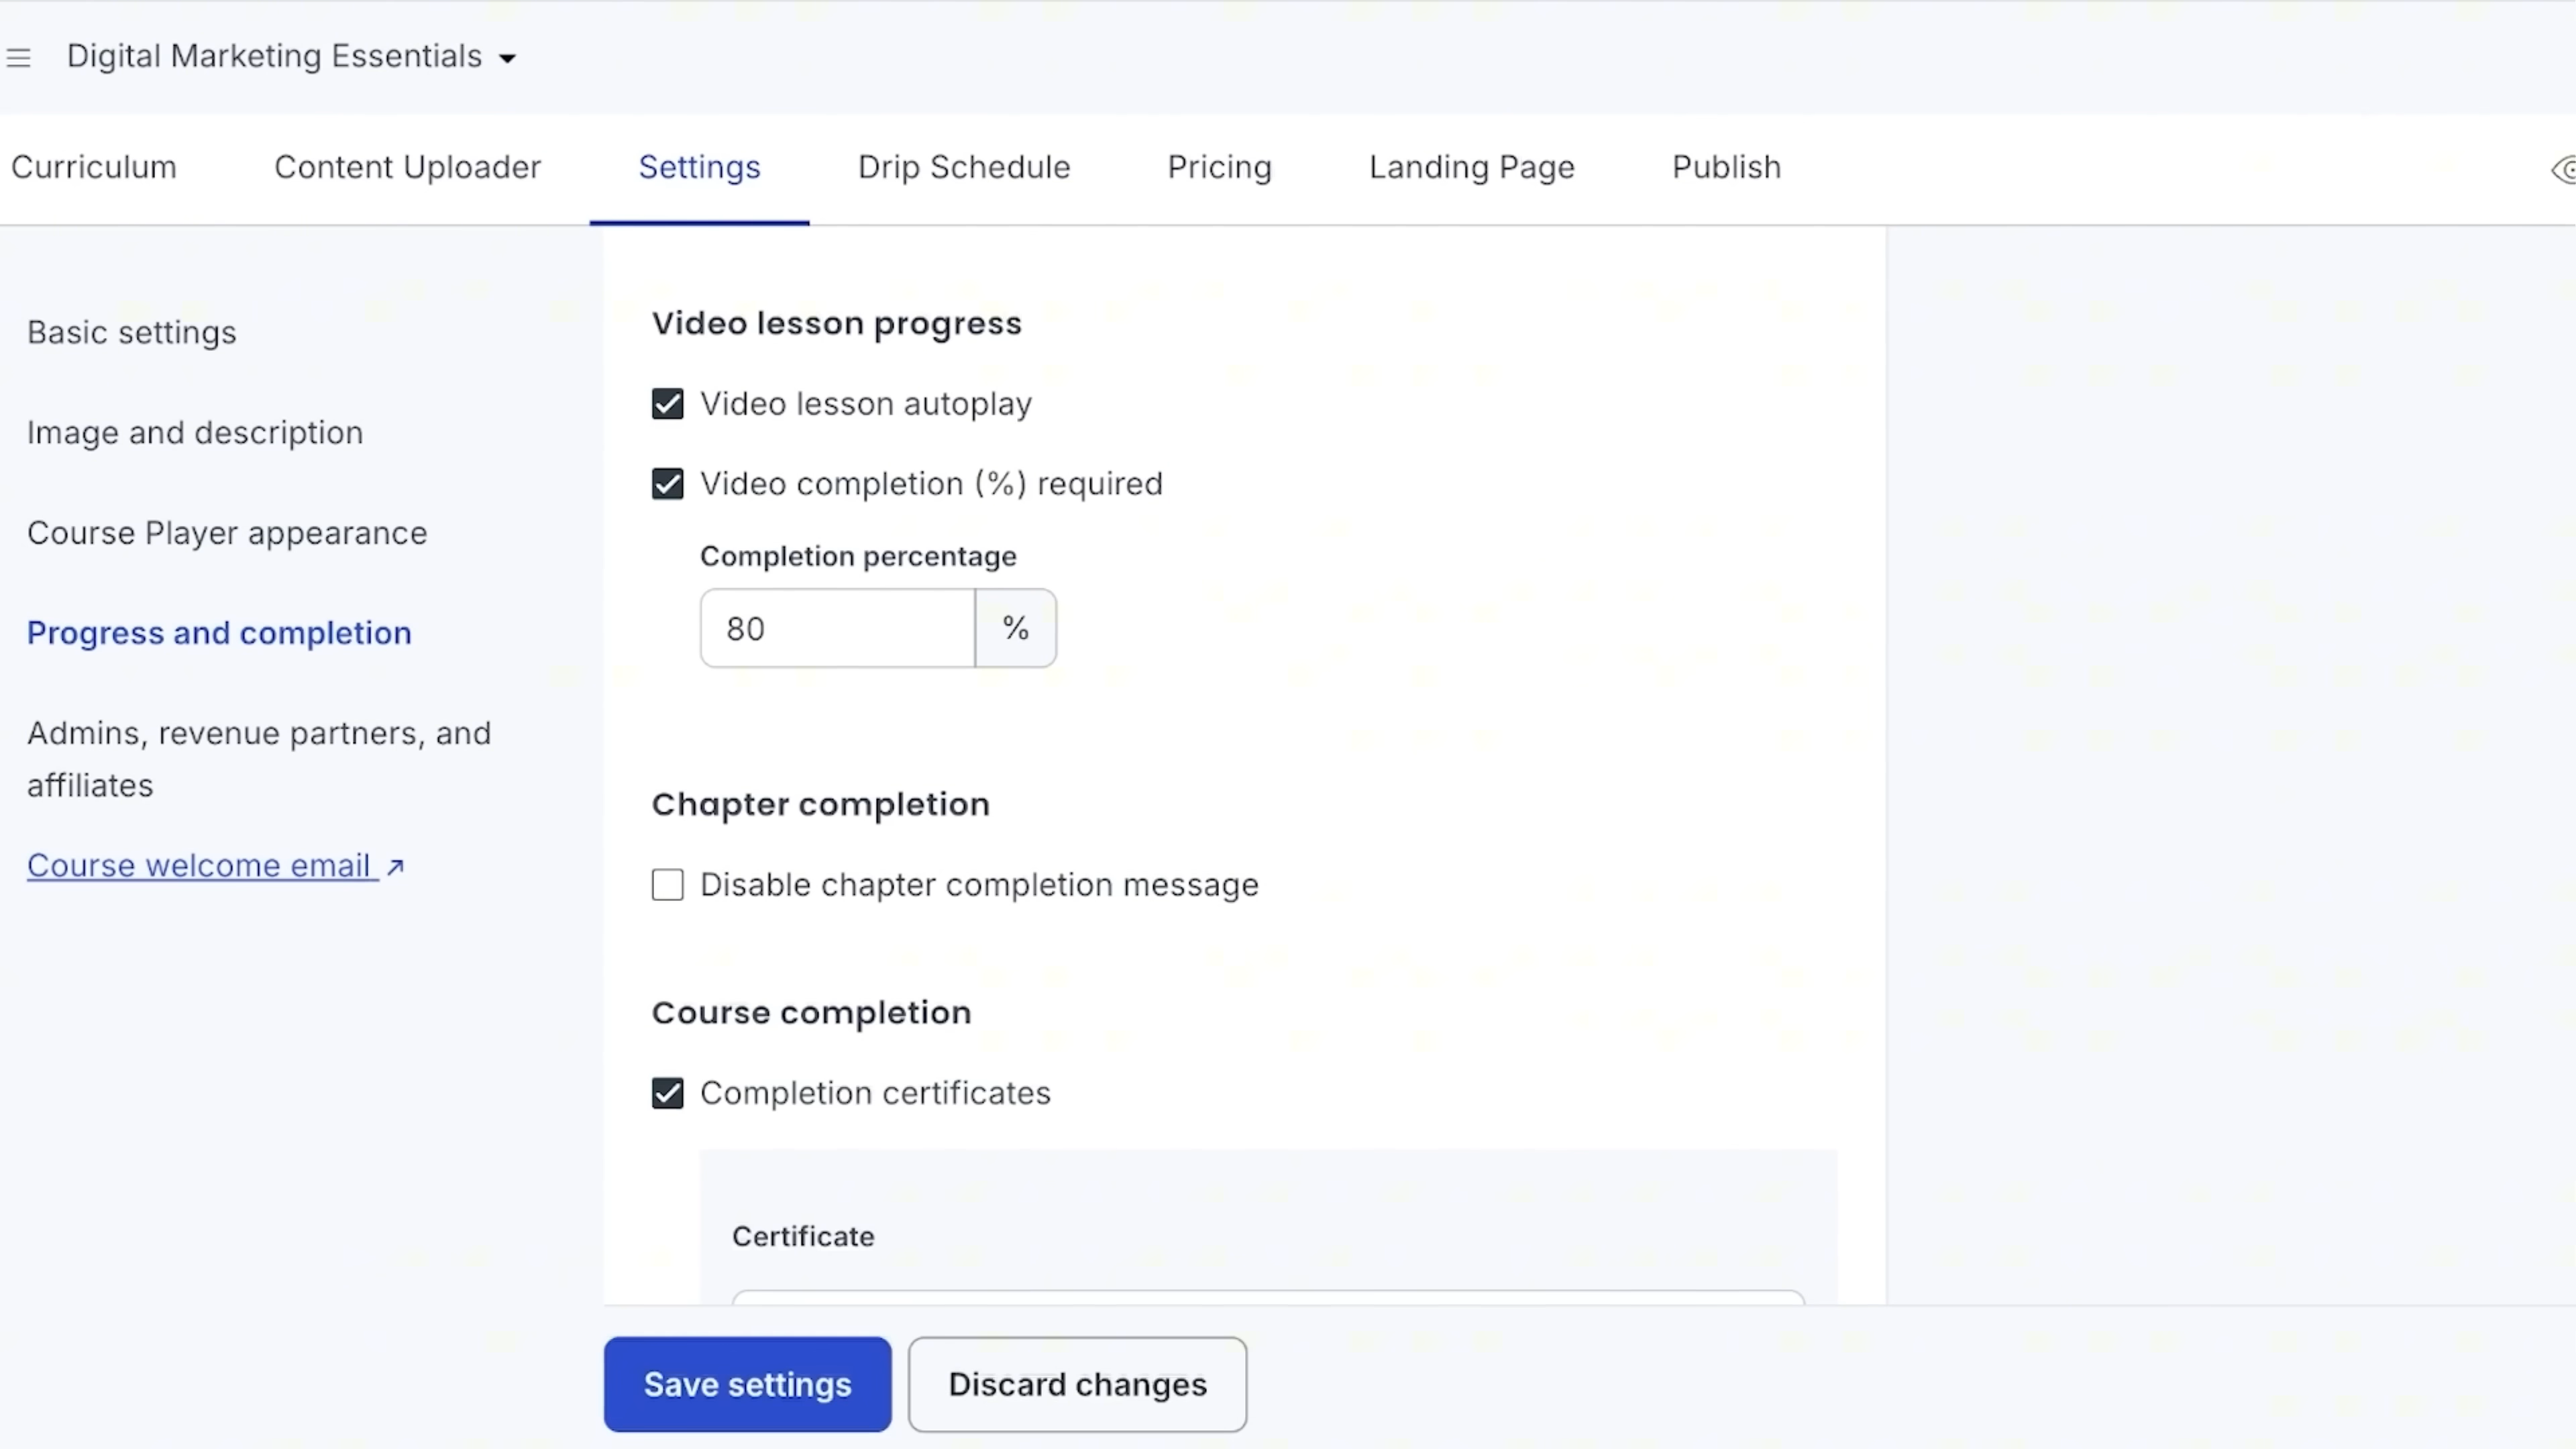 Digital Marketing Essentials
Curriculum
Content Uploader
Settings
Drip Schedule
Pricing
Landing Page
Publish
Basic settings
Image and description
Course Player appearance
Progress and completion
Admins, revenue partners, and
affiliates
Course welcome email
Video lesson progress
Video lesson autoplay
Video completion (%) required
Completion percentage
80 %
Chapter completion
Disable chapter completion message
Course completion
Completion certificates
Certificate
Save settings
Discard changes